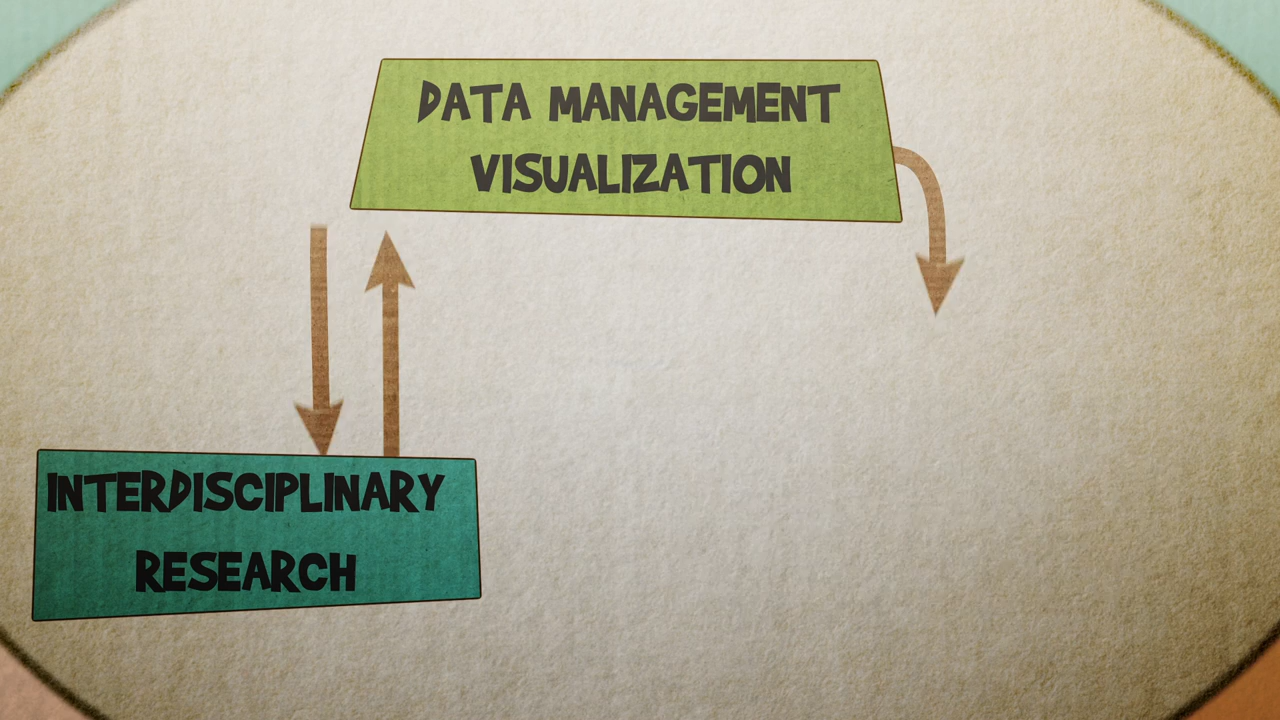 DATA MANAGEMENT
VISUALIZATION
INTERDISCIPLINARY
RESEARCH